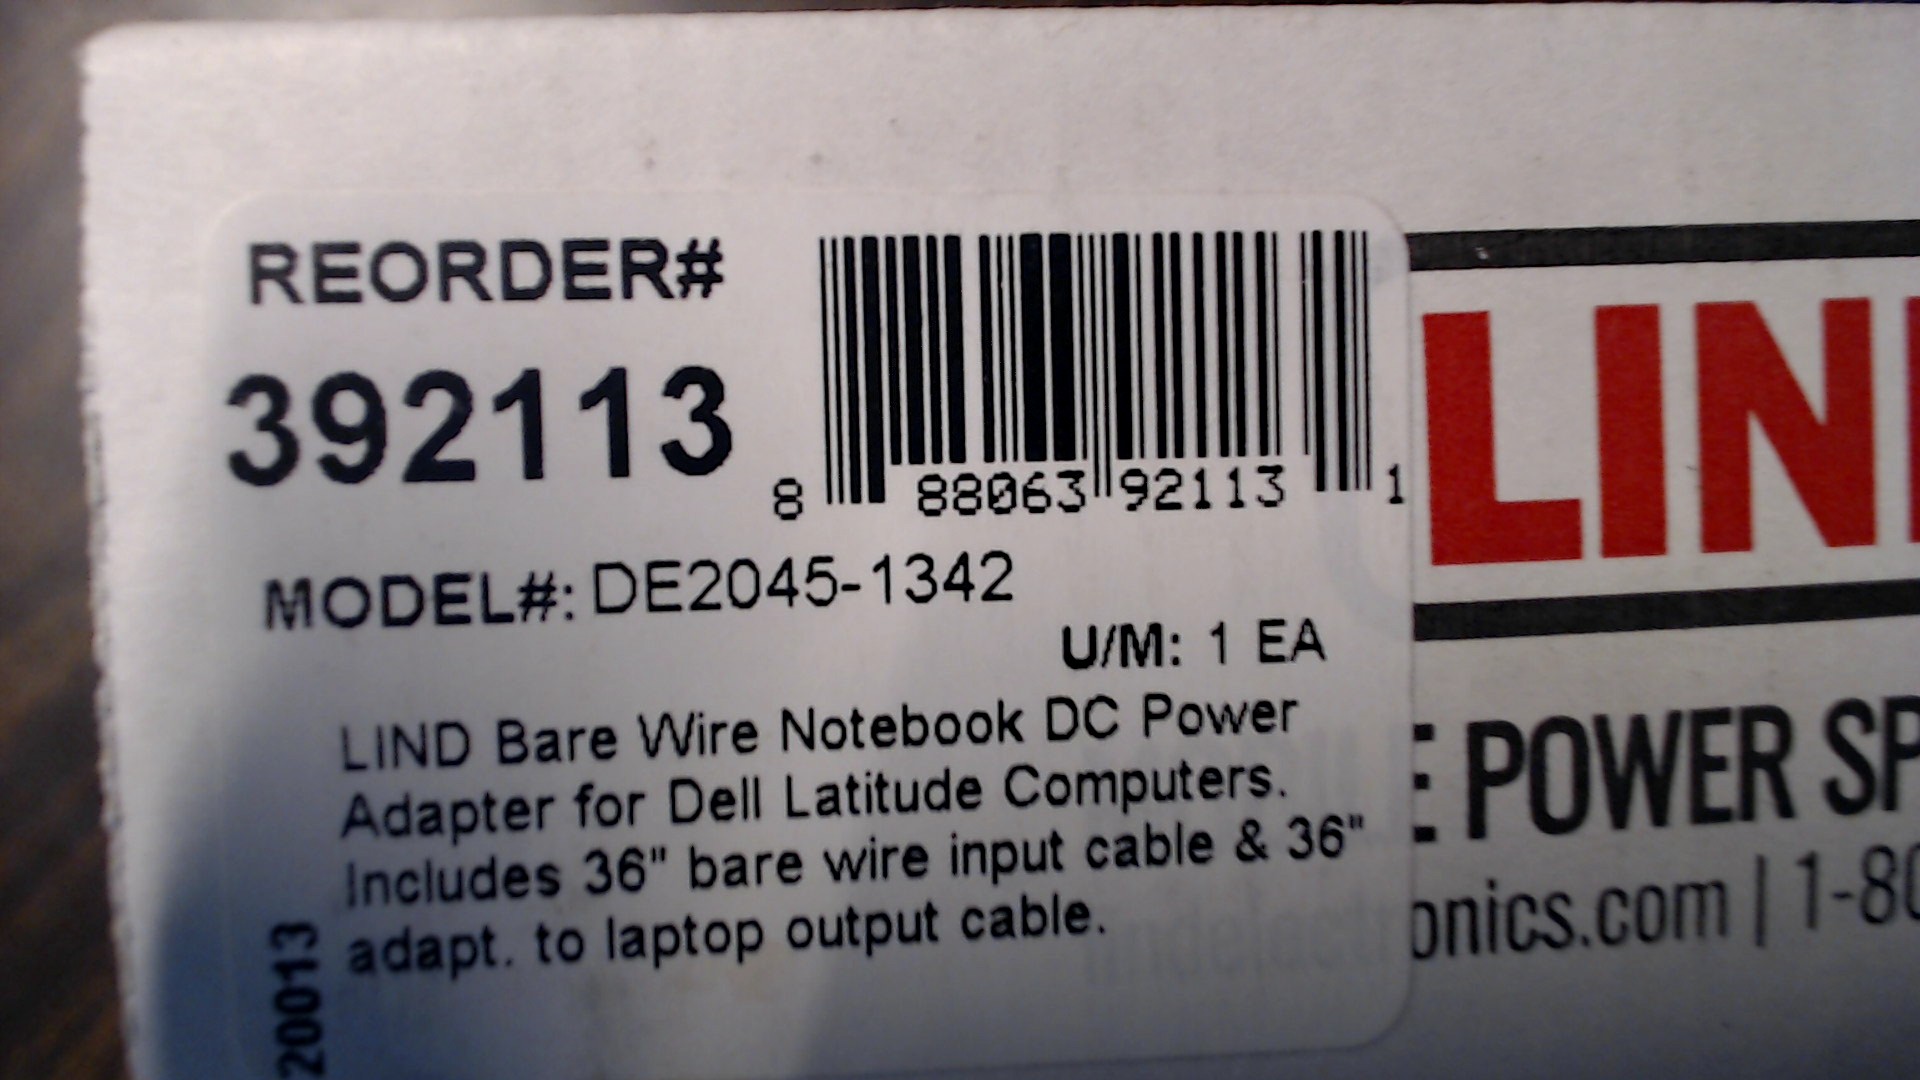 REORDER#
392113
8 88063 92113 1
MODEL#: DE2045-1342
U/M: 1 EA
LIND Bare Wire Notebook DC Power
Adapter for Dell Latitude Computers.
Includes 36" bare wire input cable & 36"
adapt. to laptop output cable.
20013
LIN
E POWER SP
onics.com | 1-80